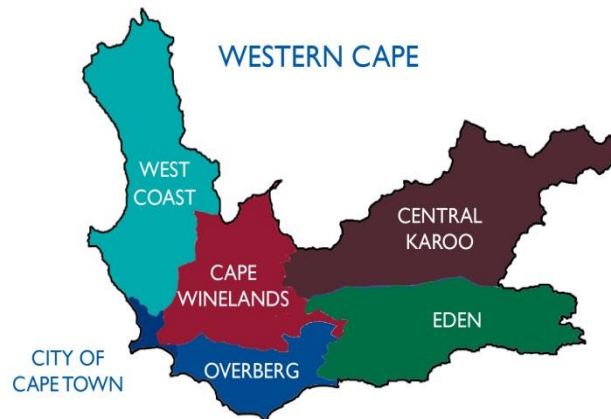 WESTERN CAPE
WEST
COAST
CENTRAL
KAROO
CAPE
WINELANDS
EDEN
CITY OF
CAPE TOWN
OVERBERG